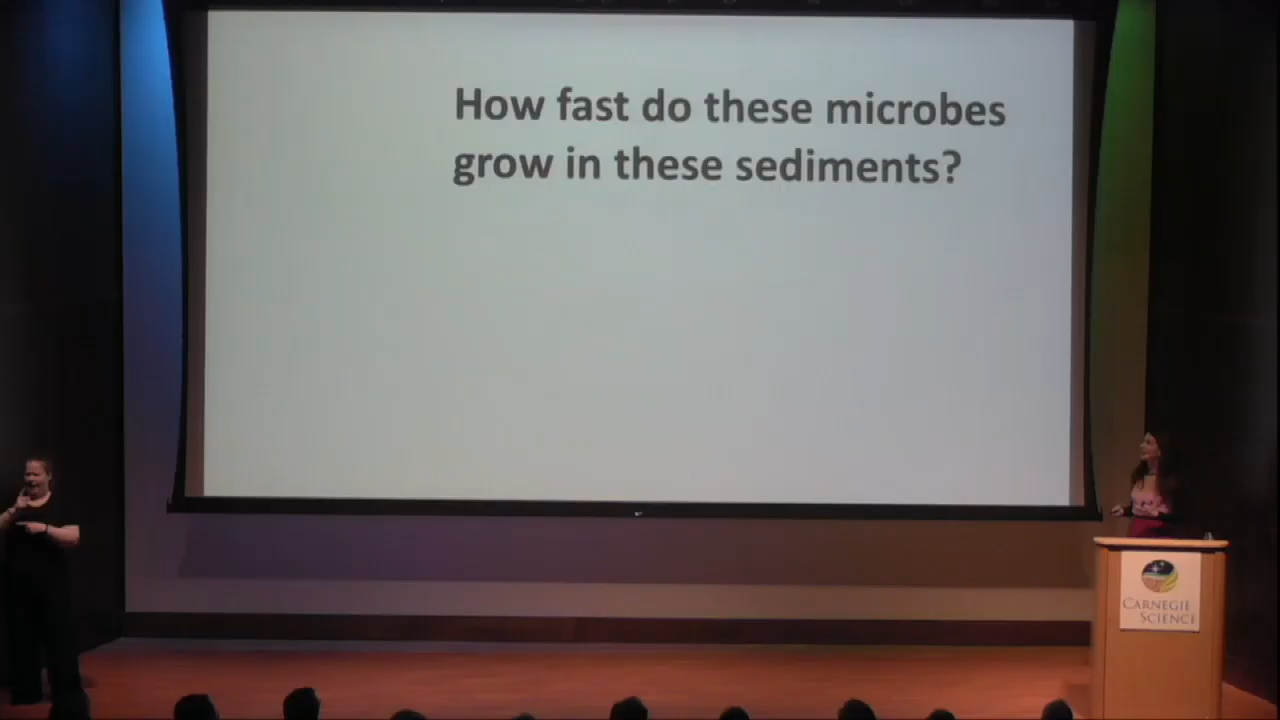 How fast do these microbes
grow in these sediments?
CARNEGIE
SCIENCE